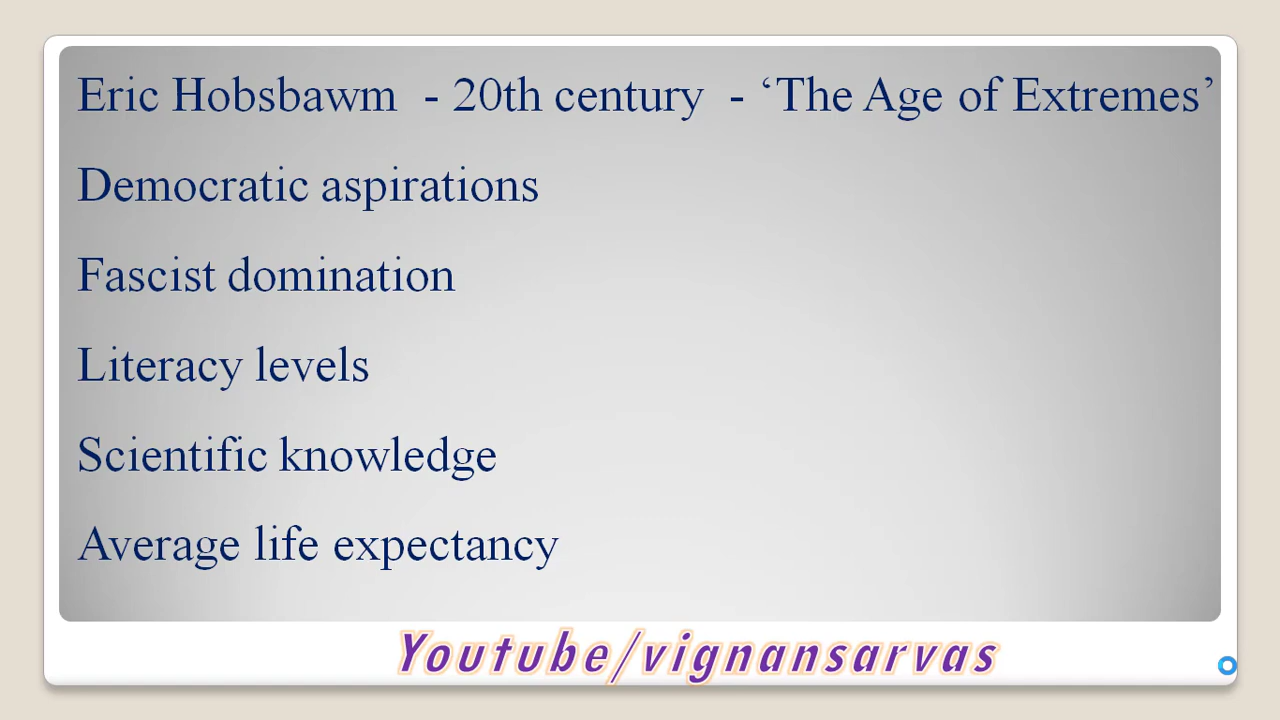 Eric Hobsbawm - 20th century - ‘The Age of Extremes’
Democratic aspirations
Fascist domination
Literacy levels
Scientific knowledge
Average life expectancy
Youtube/vignansarvas